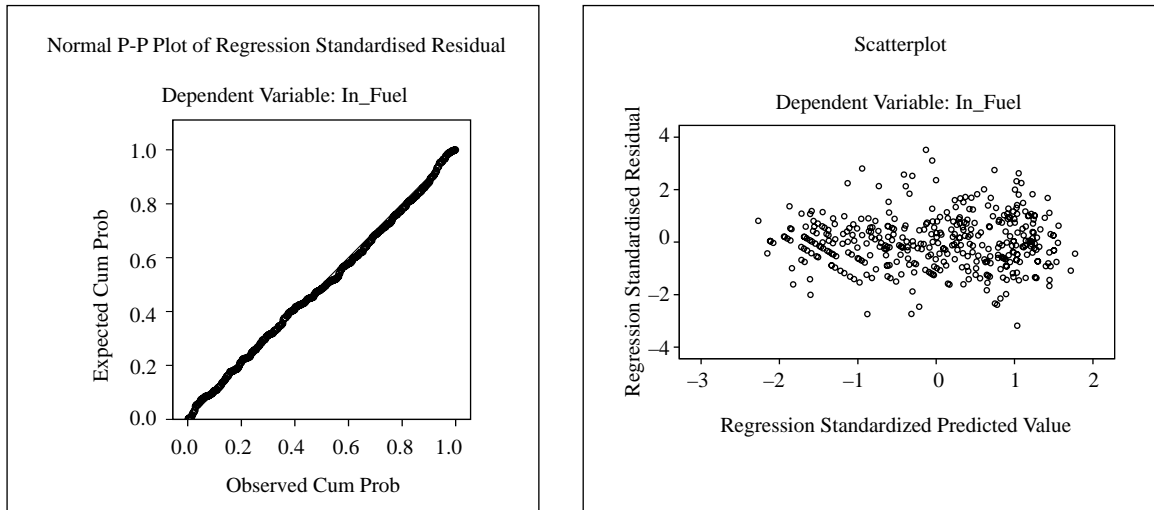 Normal P-P Plot of Regression Standardised Residual
Dependent Variable: In_Fuel
Expected Cum Prob
1.0
0.8
0.6
0.4
0.2
0.0
0.0 0.2 0.4 0.6 0.8 1.0
Observed Cum Prob
Scatterplot
Dependent Variable: In_Fuel
Regression Standardised Residual
4
2
0
–2
–4
–3 –2 –1 0 1 2
Regression Standardized Predicted Value